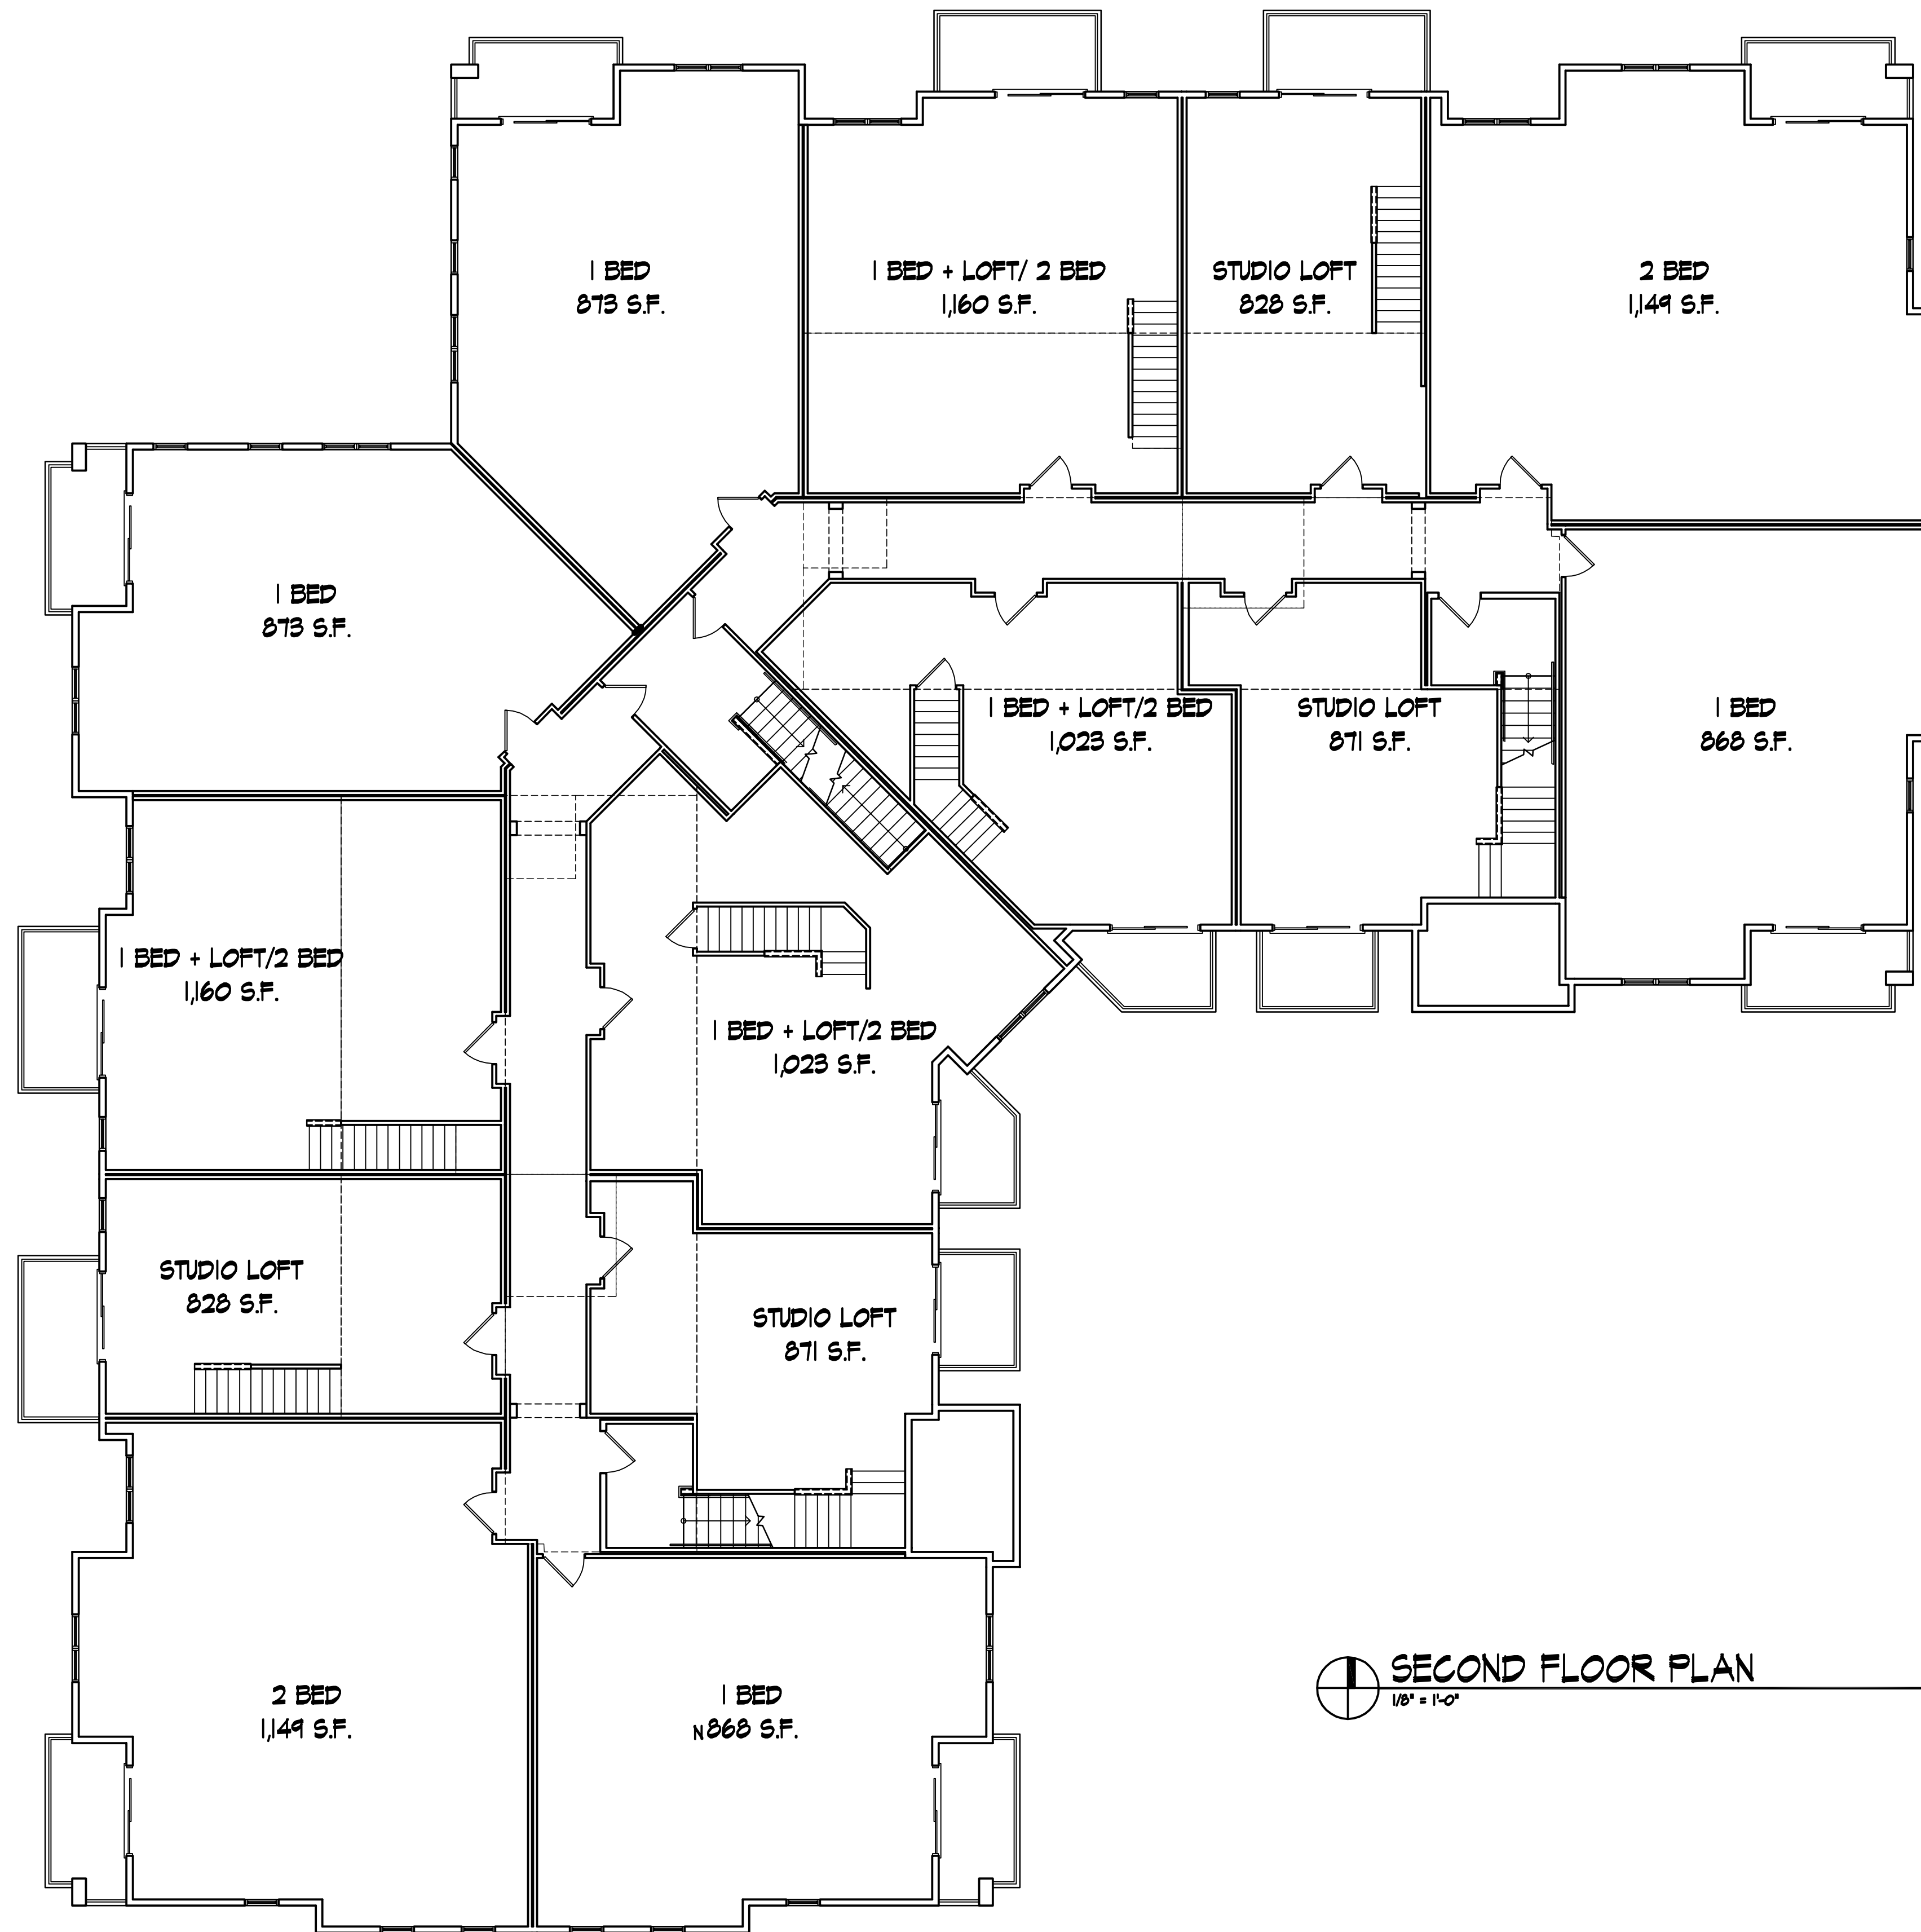 1 BED
873 S.F.
1 BED + LOFT/ 2 BED
1,160 S.F.
STUDIO LOFT
828 S.F.
2 BED
1,149 S.F.
1 BED
873 S.F.
1 BED + LOFT/2 BED
1,023 S.F.
STUDIO LOFT
871 S.F.
1 BED
868 S.F.
1 BED + LOFT/2 BED
1,160 S.F.
1 BED + LOFT/2 BED
1,023 S.F.
STUDIO LOFT
828 S.F.
STUDIO LOFT
871 S.F.
2 BED
1,149 S.F.
1 BED
N 868 S.F.
SECOND FLOOR PLAN
1/8" = 1'-0"